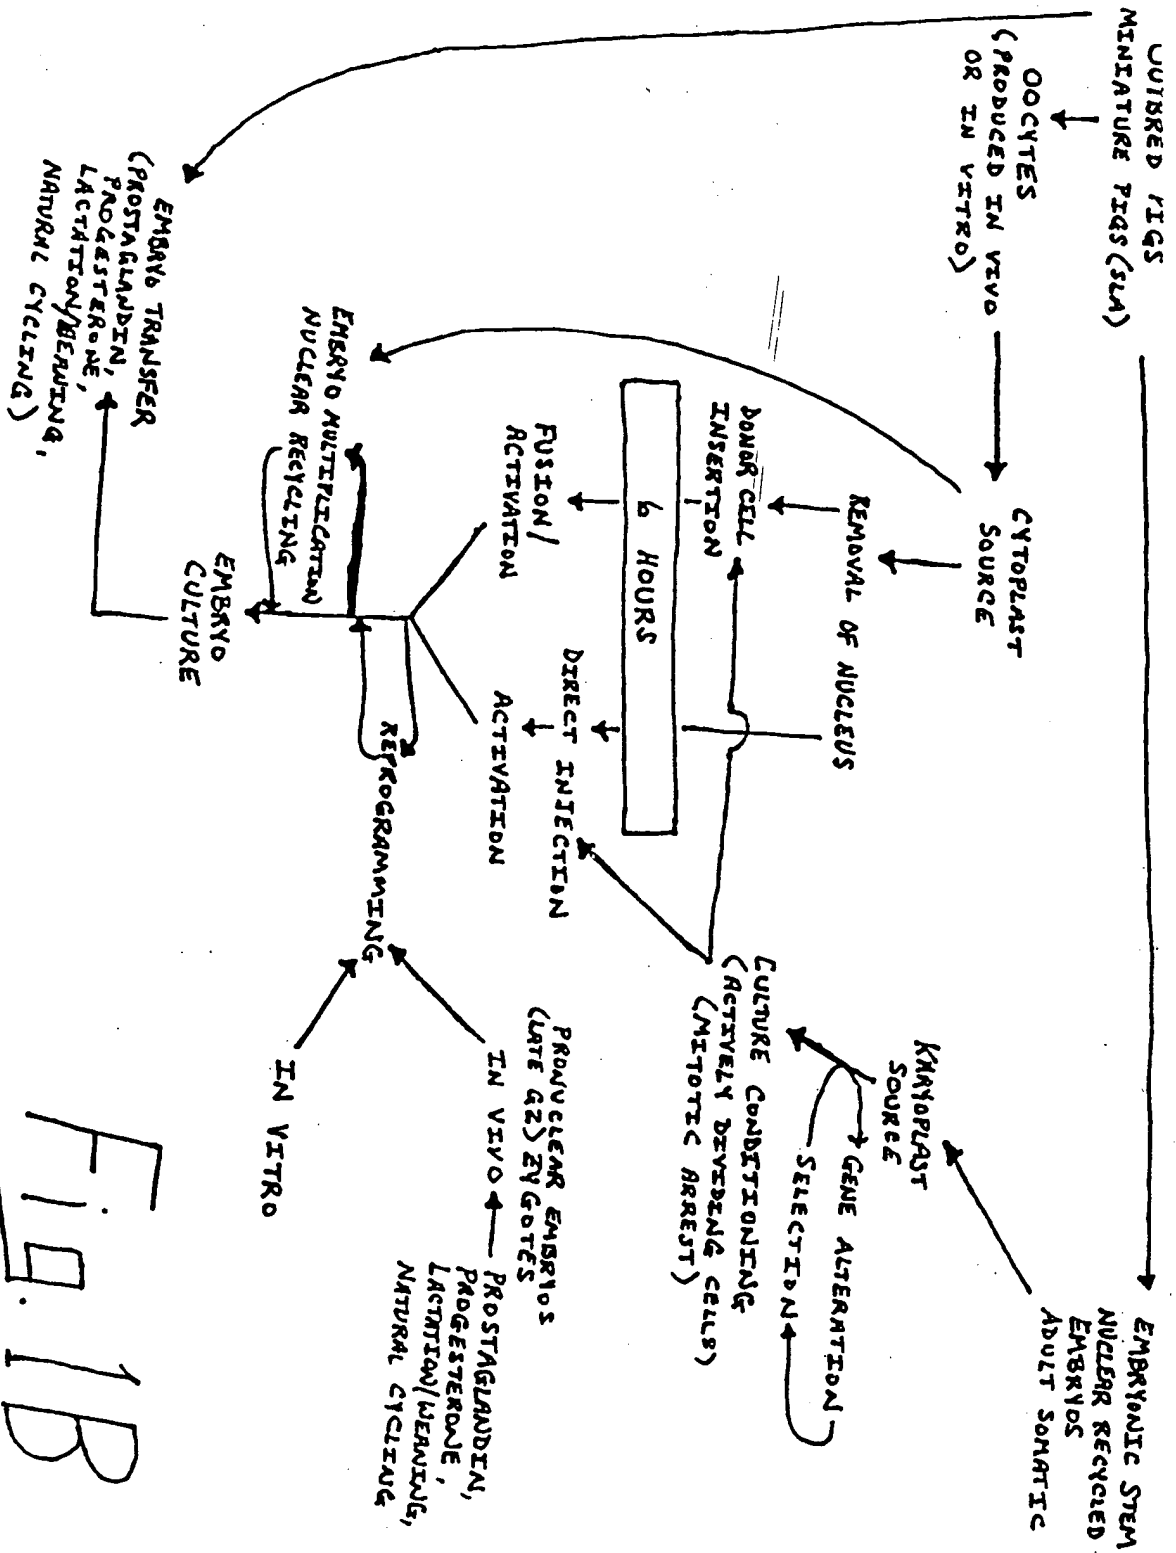 OUTBRED PIGS
MINIATURE PIGS (SLA)
OOCYTES
(PRODUCED IN VIVO
OR IN VITRO)
CYTOPLAST
SOURCE
REMOVAL OF NUCLEUS
DONOR CELL
INSERTION
6 HOURS
FUSION/
ACTIVATION
DIRECT INJECTION
ACTIVATION
EMBRYO MULTIPLICATION
NUCLEAR RECYCLING
REPROGRAMMING
EMBRYO
CULTURE
EMBRYO TRANSFER
(PROSTAGLANDIN,
PROGESTERONE,
LACTATION/WEANING,
NATURAL CYCLING)
EMBRYONIC STEM
NUCLEAR RECYCLED
EMBRYOS
ADULT SOMATIC
KARYOPLAST
SOURCE
GENE ALTERATION
SELECTION
CULTURE CONDITIONING
(ACTIVELY DIVIDING CELLS)
(MITOTIC ARREST)
PRONUCLEAR EMBRYOS
(LATE G2) ZYGOTES
IN VIVO
PROSTAGLANDIN,
PROGESTERONE,
LACTATION/WEANING,
NATURAL CYCLING
IN VITRO
Fig. 1B